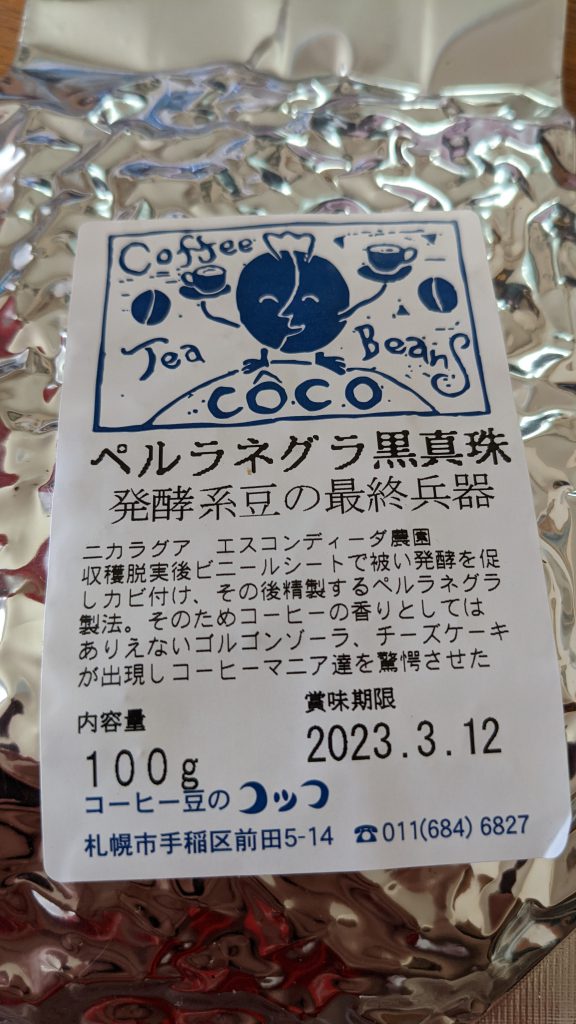 Coffee
Tea Beans
CÔCO
ペルラネグラ黒真珠
発酵系豆の最終兵器
ニカラグア　エスコンディーダ農園
収穫脱実後ビニールシートで被い発酵を促
しカビ付け、その後精製するペルラネグラ
製法。そのためコーヒーの香りとしては
ありえないゴルゴンゾーラ、チーズケーキ
が出現しコーヒーマニア達を驚愕させた
内容量
100g
賞味期限
2023.3.12
コーヒー豆のコッコ
札幌市手稲区前田5-14 ☎011(684)6827